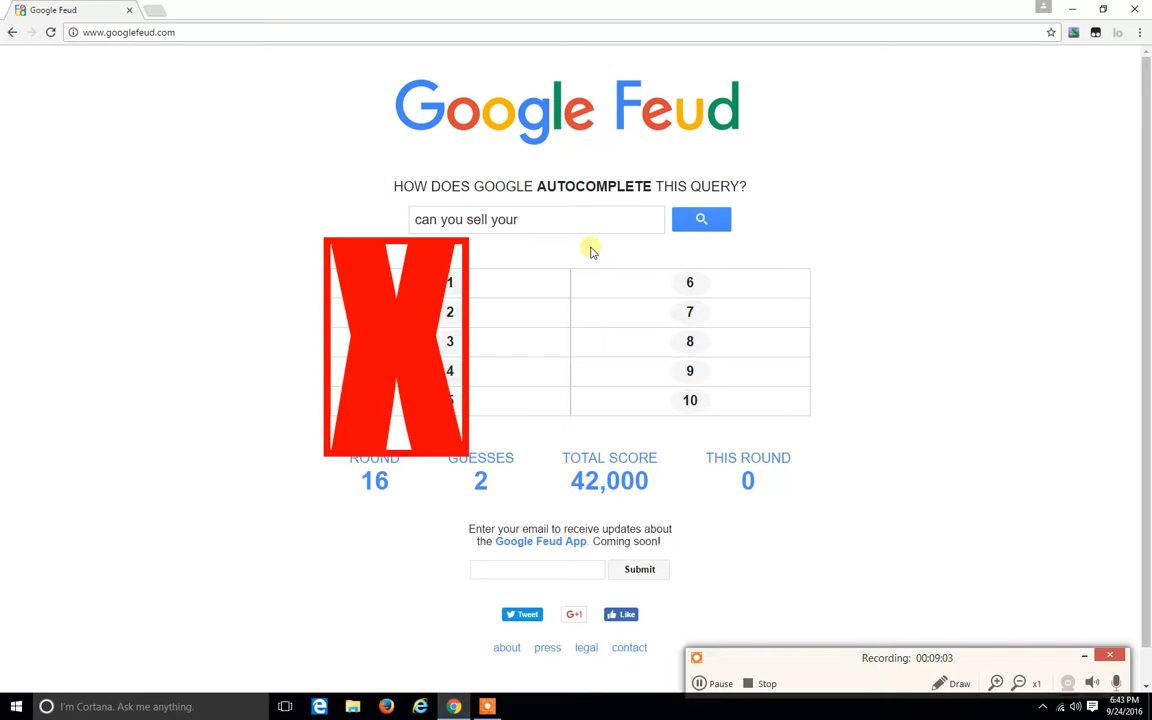 Google Feud
www.googlefeud.com
Google Feud
HOW DOES GOOGLE AUTOCOMPLETE THIS QUERY?
can you sell your
X
1 6
2 7
3 8
4 9
10
ROUND GUESSES TOTAL SCORE THIS ROUND
16 2 42,000 0
Enter your email to receive updates about
the Google Feud App. Coming soon!
Submit
Tweet G+1 Like
about press legal contact
Recording: 00:09:03
Pause Stop Draw x1
I'm Cortana. Ask me anything.
6:43 PM
9/24/2016